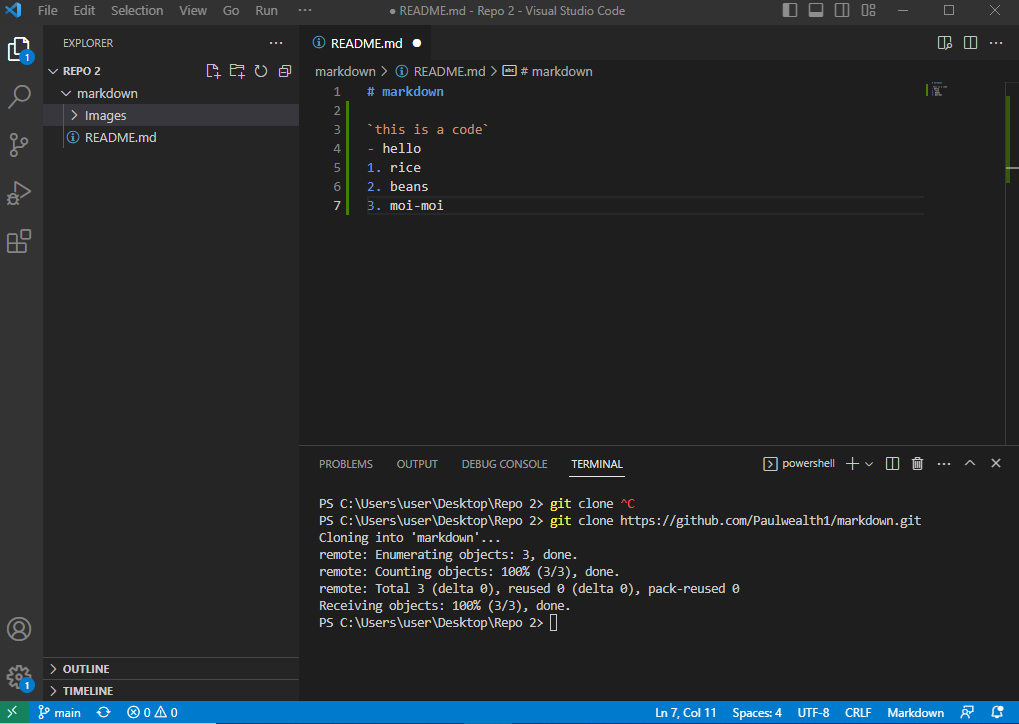 File Edit Selection View Go Run ···
● README.md - Repo 2 - Visual Studio Code
EXPLORER ···
REPO 2
markdown
Images
README.md
1
README.md ●
markdown > README.md > # markdown
1 # markdown
2
3 `this is a code`
4 - hello
5 1. rice
6 2. beans
7 3. moi-moi
PROBLEMS OUTPUT DEBUG CONSOLE TERMINAL
powershell
PS C:\Users\user\Desktop\Repo 2> git clone ^C
PS C:\Users\user\Desktop\Repo 2> git clone https://github.com/Paulwealth1/markdown.git
Cloning into 'markdown'...
remote: Enumerating objects: 3, done.
remote: Counting objects: 100% (3/3), done.
remote: Total 3 (delta 0), reused 0 (delta 0), pack-reused 0
Receiving objects: 100% (3/3), done.
PS C:\Users\user\Desktop\Repo 2>
OUTLINE
TIMELINE
1
main 0 0
Ln 7, Col 11 Spaces: 4 UTF-8 CRLF Markdown